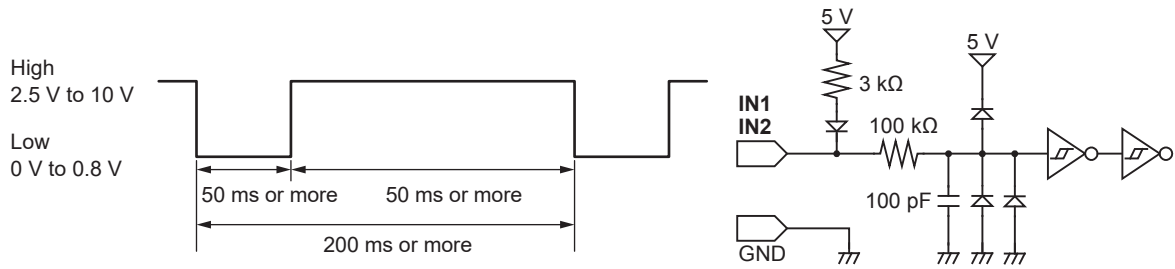 High
2.5 V to 10 V
Low
0 V to 0.8 V
50 ms or more
50 ms or more
200 ms or more
5 V
3 kΩ
5 V
IN1
IN2
100 kΩ
100 pF
GND